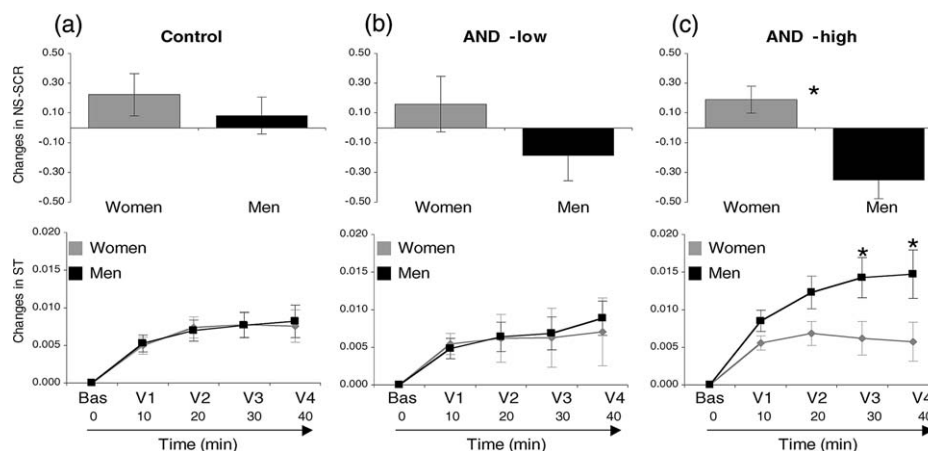 (a) (b) (c)
Control AND -low AND -high
Changes in NS-SCR
0.50 0.50 0.50
0.30 0.30 0.30
*
0.10 0.10 0.10
-0.10 -0.10 -0.10
-0.30 -0.30 -0.30
-0.50 -0.50 -0.50
Women Men Women Men Women Men
Changes in ST
0.020 0.020 0.020
Women Women Women
* *
Men Men Men
0.015 0.015 0.015
0.010 0.010 0.010
0.005 0.005 0.005
0.000 0.000 0.000
Bas V1 V2 V3 V4 Bas V1 V2 V3 V4 Bas V1 V2 V3 V4
0 10 20 30 40 0 10 20 30 40 0 10 20 30 40
Time (min) Time (min) Time (min)